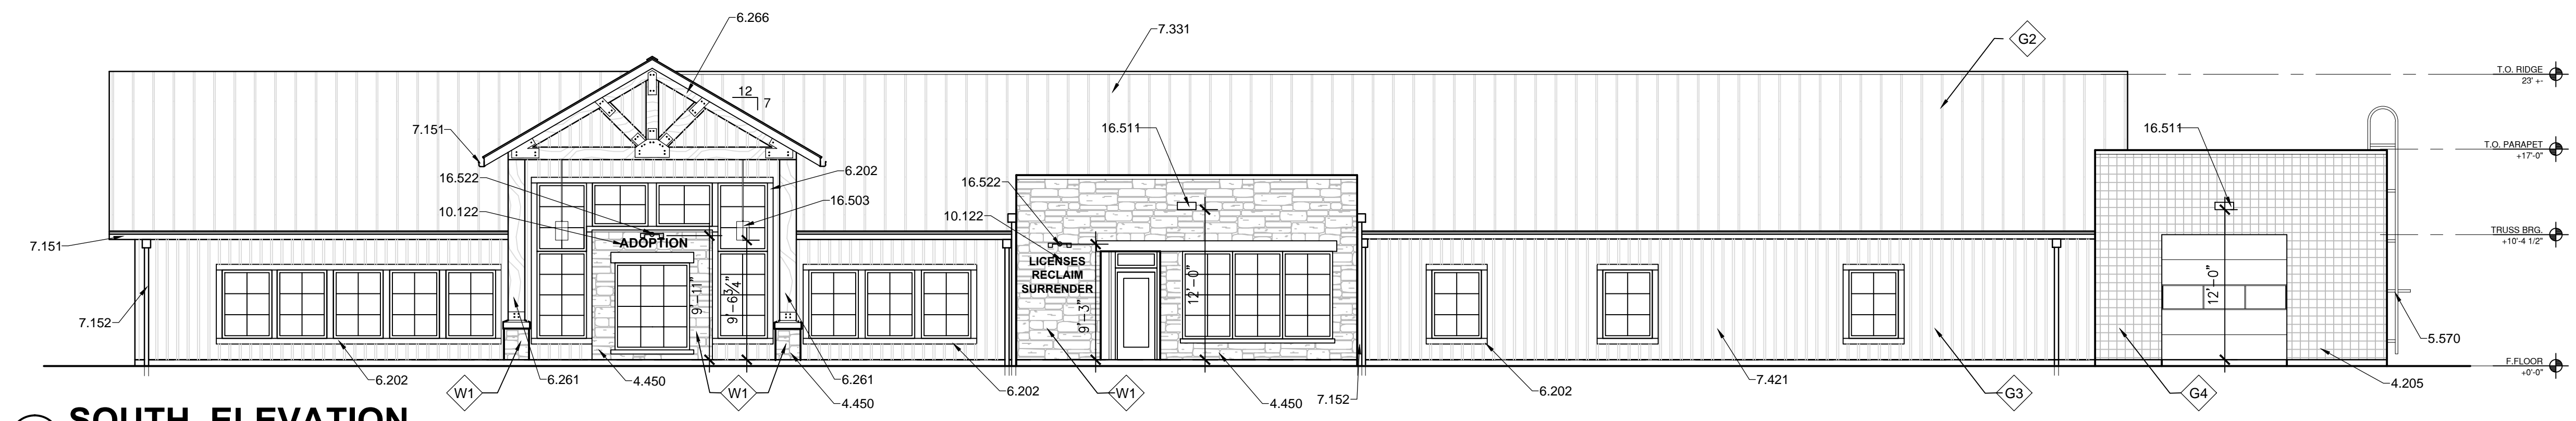 6.266
7.331
G2
T.O. RIDGE
23' +-
12
7
7.151
16.511
16.511
T.O. PARAPET
+17'-0"
16.522
6.202
16.522
10.122
16.503
10.122
7.151
ADOPTION
TRUSS BRG.
+10'-4 1/2"
LICENSES
RECLAIM
SURRENDER
9'-11"
9'-6 3/4"
9'-3"
12'-0"
12'-0"
7.152
5.570
F.FLOOR
+0'-0"
6.202
W1
6.261
4.450
W1
6.261
4.450
6.202
W1
4.450
7.152
6.202
7.421
G3
G4
4.205
SOUTH ELEVATION